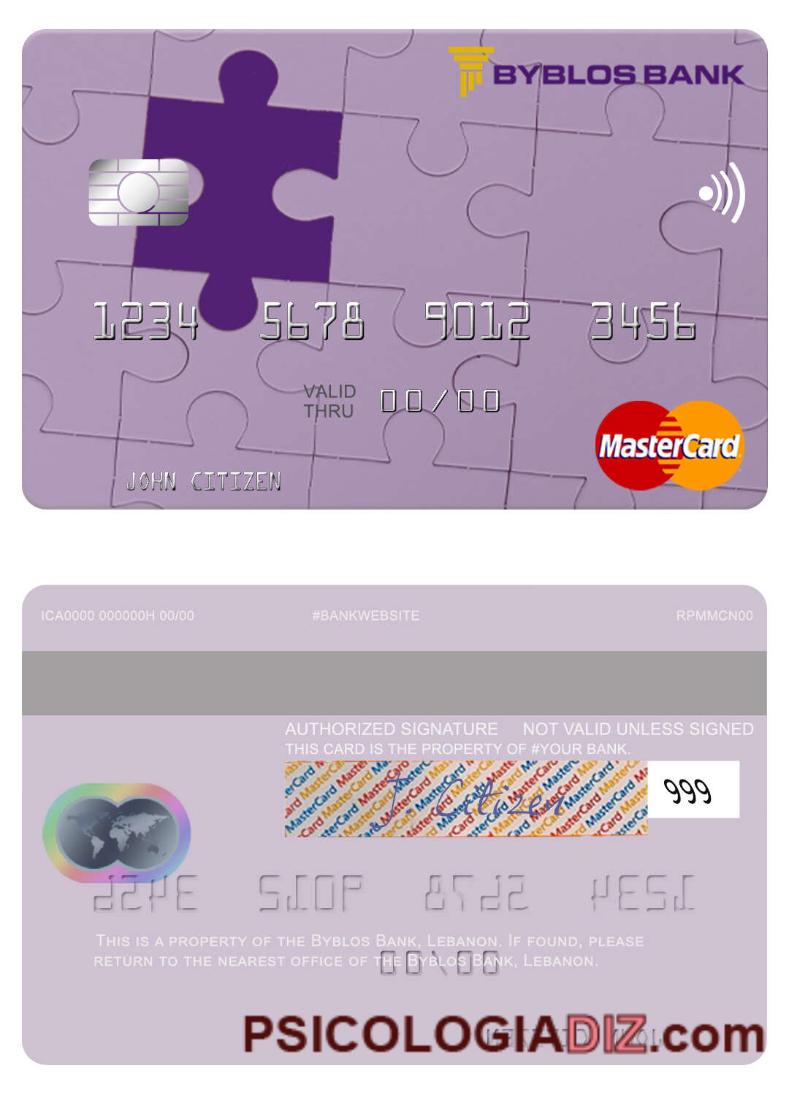 BYBLOS BANK
1234 5678 9012 3456
VALID THRU 00/00
MasterCard
JOHN CITIZEN
ICA0000 000000H 00/00 #BANKWEBSITE RPMMCN00
AUTHORIZED SIGNATURE NOT VALID UNLESS SIGNED
THIS CARD IS THE PROPERTY OF #YOUR BANK.
J Citizen 999
THIS IS A PROPERTY OF THE BYBLOS BANK, LEBANON. IF FOUND, PLEASE
RETURN TO THE NEAREST OFFICE OF THE BYBLOS BANK, LEBANON.
PSICOLOGIADIZ.com